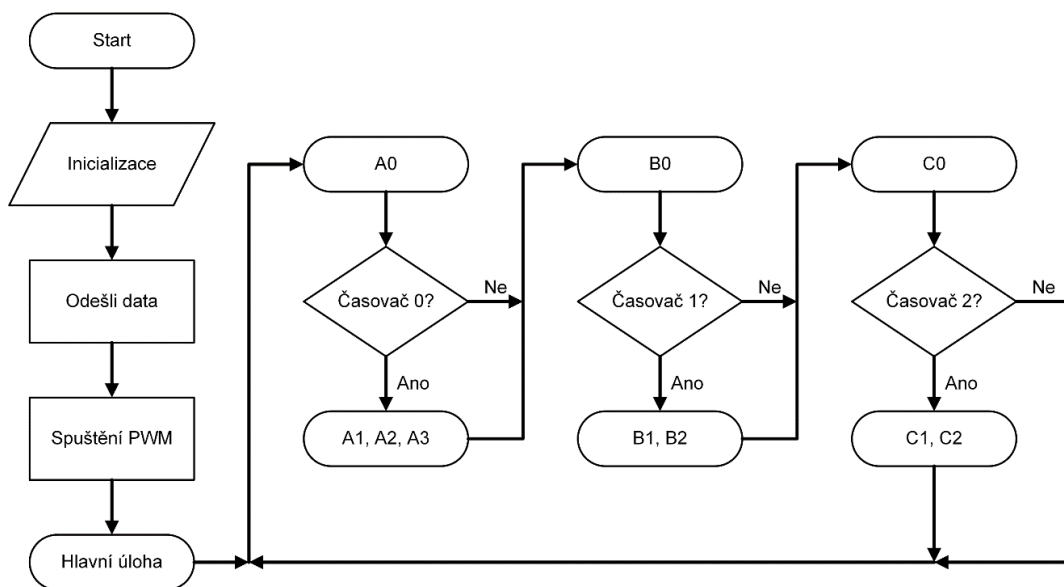 Start
Inicializace
Odešli data
Spuštění PWM
Hlavní úloha
A0
Časovač 0?
Ne
Ano
A1, A2, A3
B0
Časovač 1?
Ne
Ano
B1, B2
C0
Časovač 2?
Ne
Ano
C1, C2